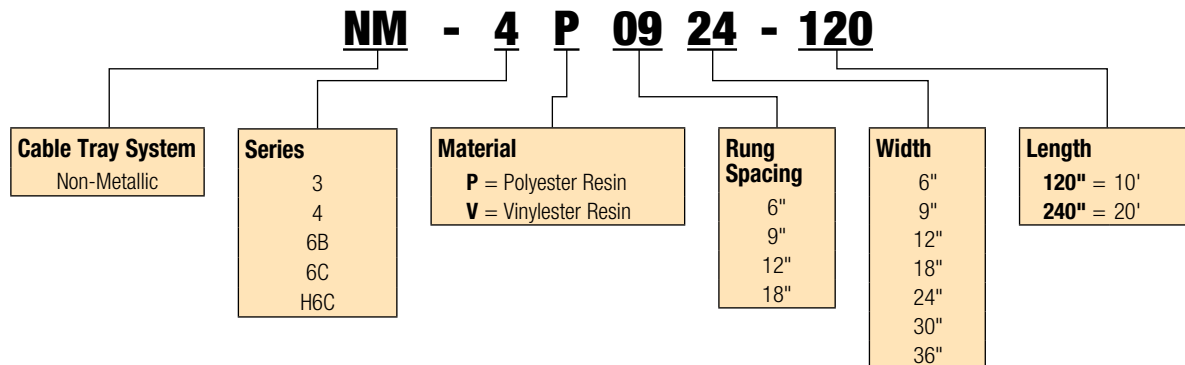 NM - 4 P 09 24 - 120
Cable Tray System
Non-Metallic
Series
3
4
6B
6C
H6C
Material
P = Polyester Resin
V = Vinylester Resin
Rung
Spacing
6"
9"
12"
18"
Width
6"
9"
12"
18"
24"
30"
36"
Length
120" = 10'
240" = 20'